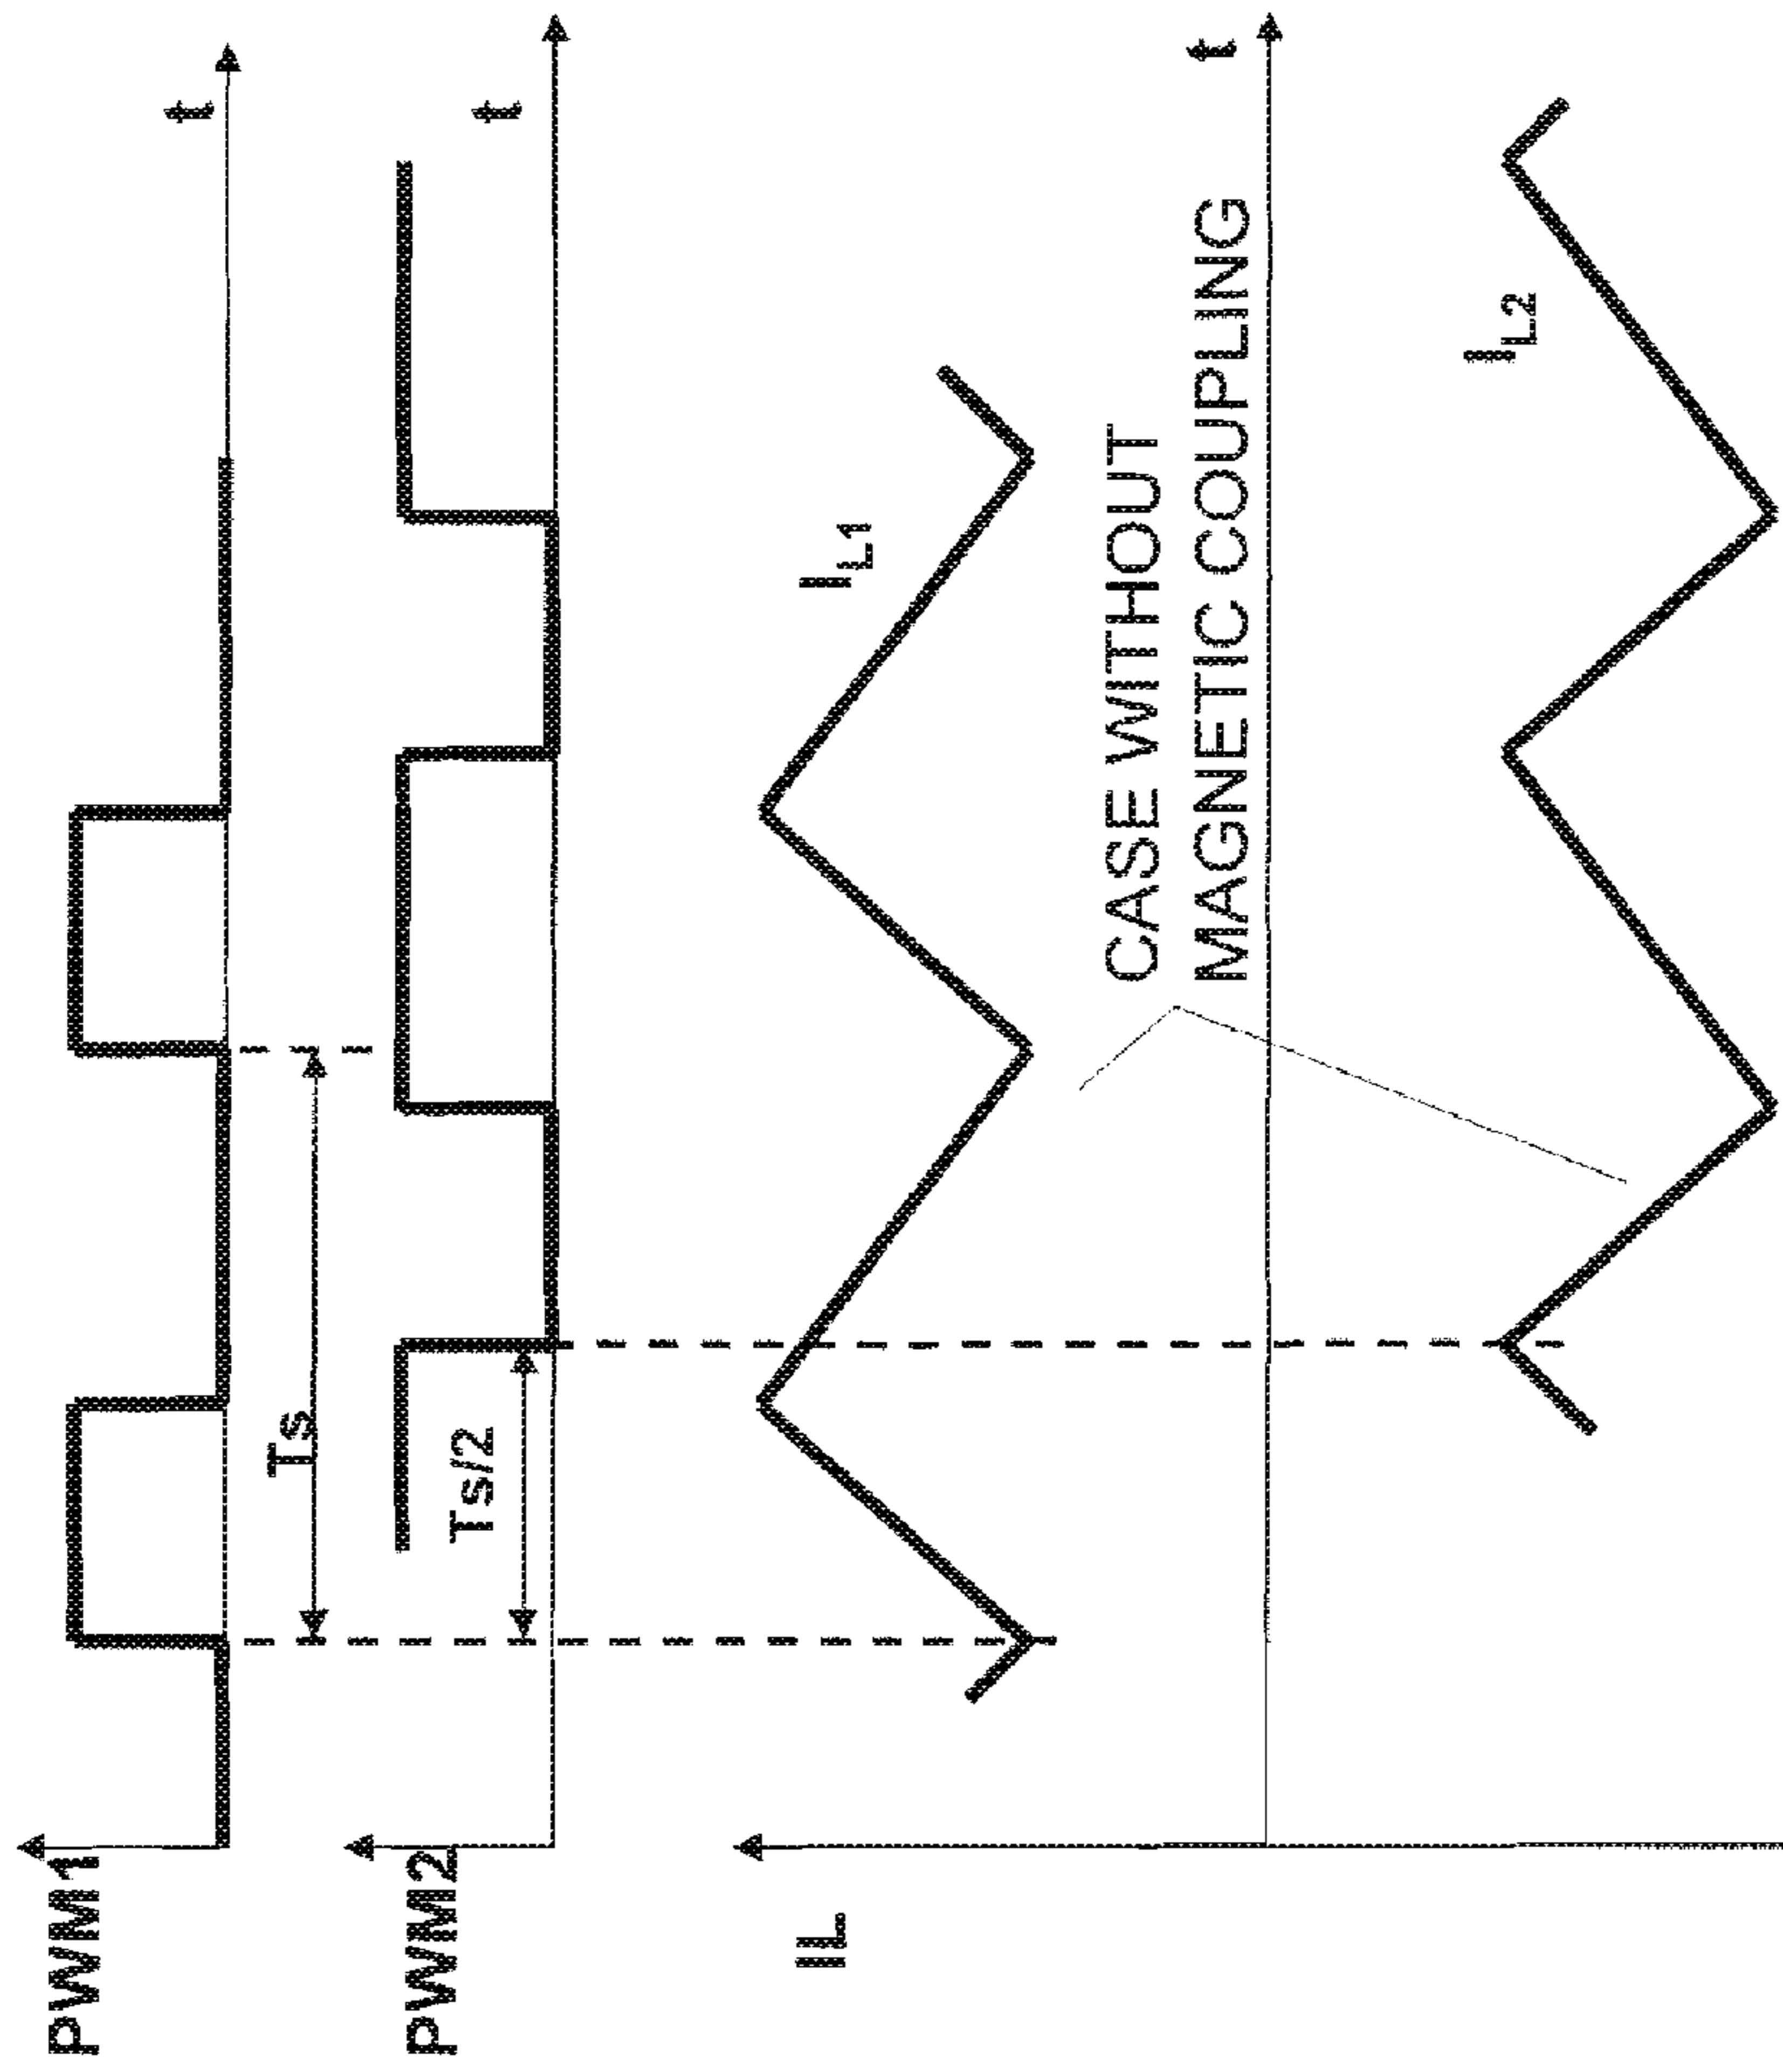 PWM1
t
Ts
PWM2
t
Ts/2
IL
IL1
CASE WITHOUT
MAGNETIC COUPLING
t
IL2